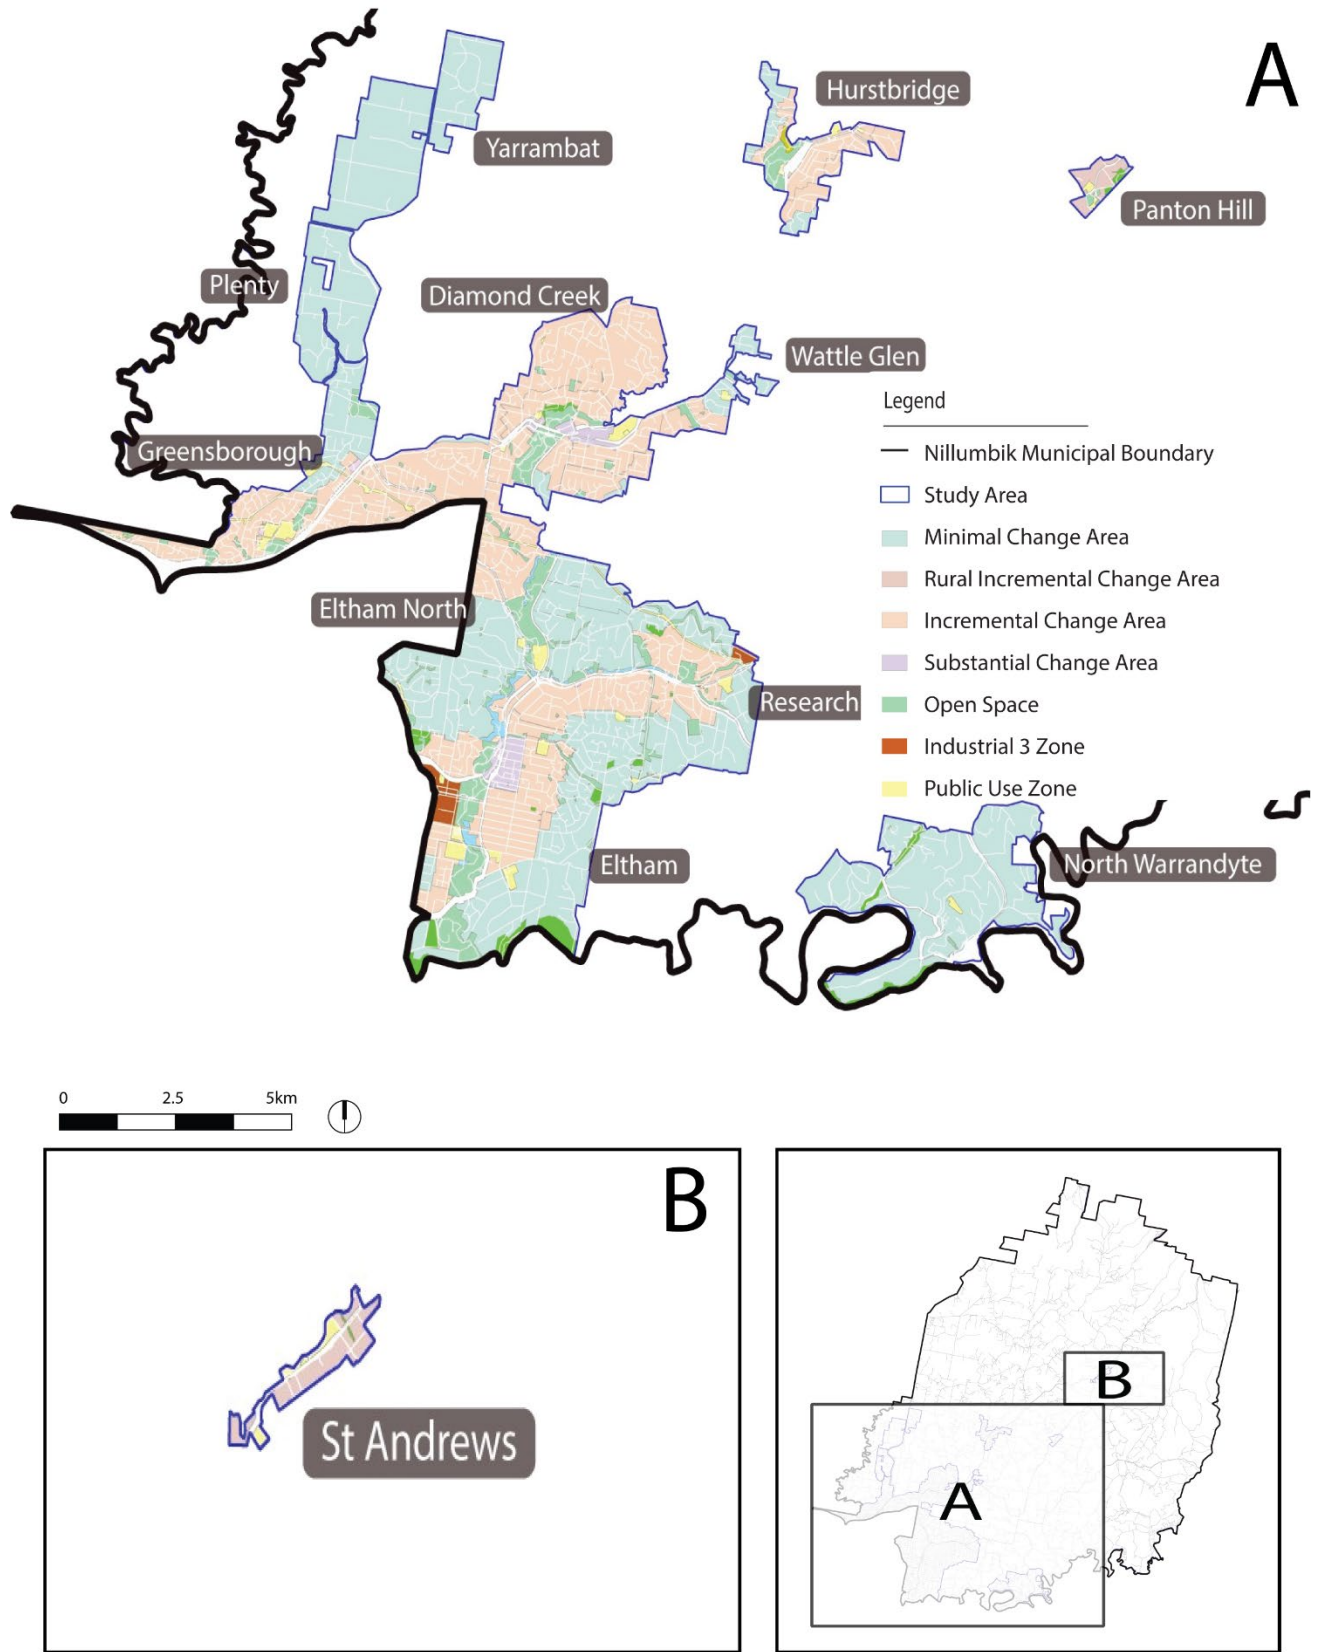 A
Hurstbridge
Yarrambat
Panton Hill
Plenty
Diamond Creek
Wattle Glen
Legend
Greensborough
Nillumbik Municipal Boundary
Study Area
Minimal Change Area
Rural Incremental Change Area
Eltham North
Incremental Change Area
Substantial Change Area
Research
Open Space
Industrial 3 Zone
Public Use Zone
Eltham
North Warrandyte
0 2.5 5km
B
St Andrews
B
A